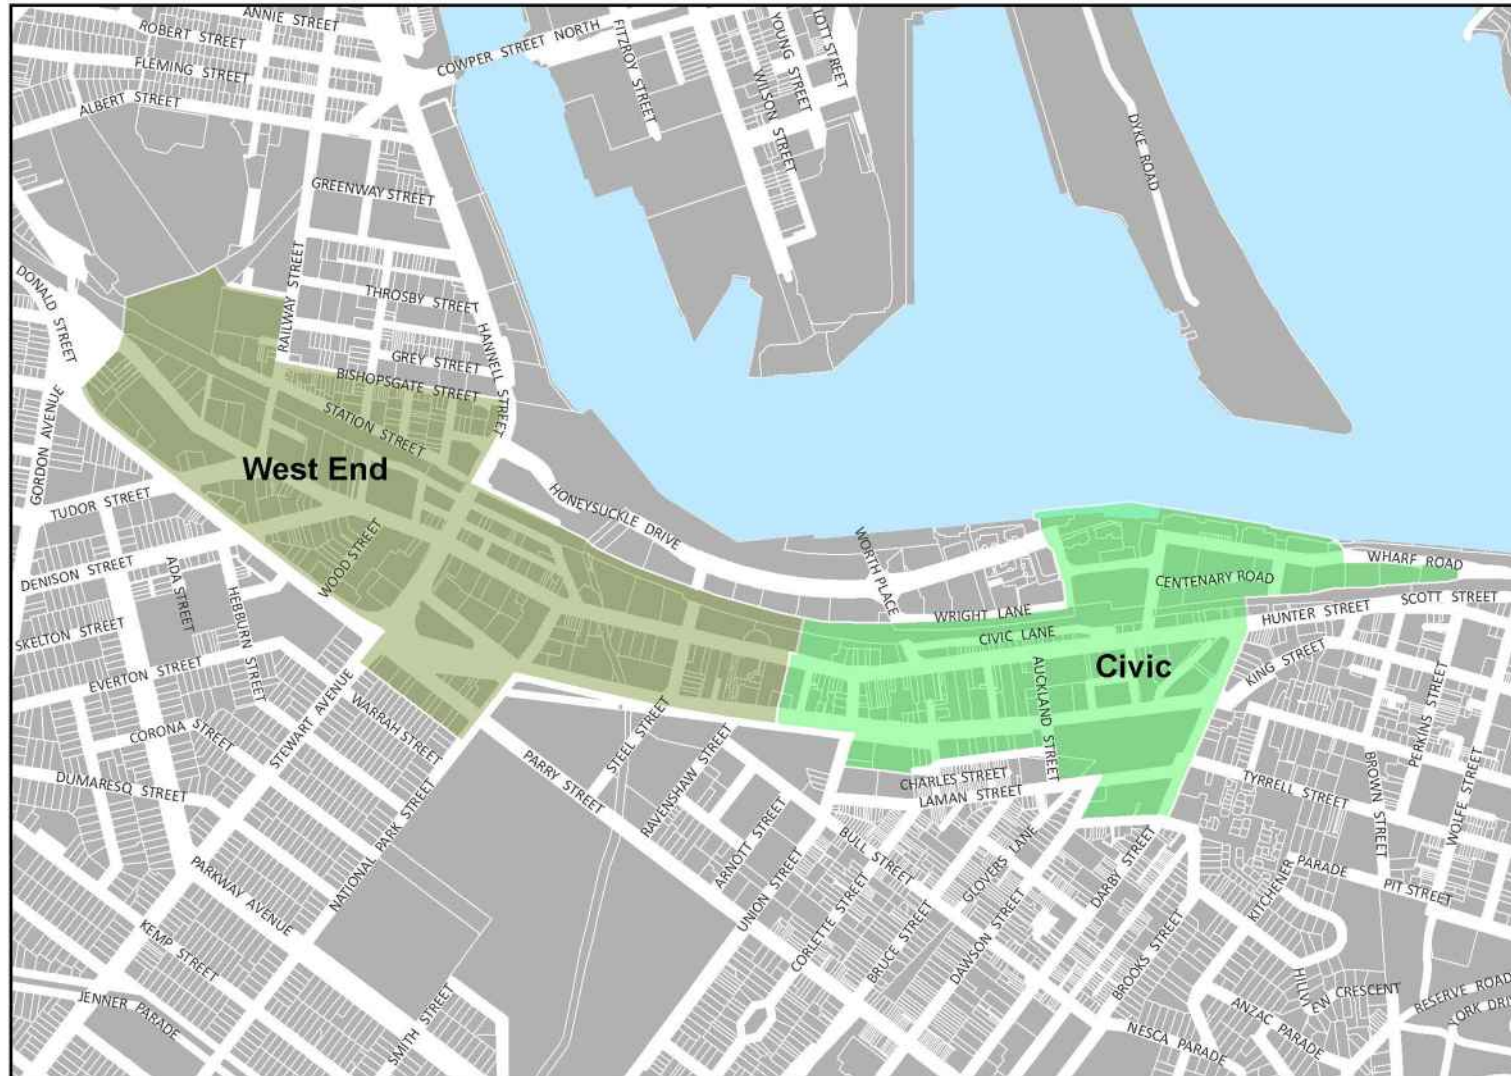 ANNIE STREET
ROBERT STREET
FLEMING STREET
ALBERT STREET
COWPER STREET NORTH
FITZROY STREET
YOUNG STREET
LOTT STREET
WILSON STREET
DYKE ROAD
GREENWAY STREET
RAILWAY STREET
THROSBY STREET
HANNELL STREET
GREY STREET
BISHOPSGATE STREET
STATION STREET
DONALD STREET
GORDON AVENUE
West End
TUDOR STREET
DENISON STREET
ADA STREET
HEBBURN STREET
WOOD STREET
SKELTON STREET
EVERTON STREET
CORONA STREET
DUMARESQ STREET
STEWART AVENUE
WARRAH STREET
HONEYSUCKLE DRIVE
WORTH PLACE
WRIGHT LANE
CIVIC LANE
CENTENARY ROAD
WHARF ROAD
SCOTT STREET
HUNTER STREET
KING STREET
Civic
AUCKLAND STREET
PERKINS STREET
BROWN STREET
WOLFE STREET
TYRRELL STREET
CHARLES STREET
LAMAN STREET
STEEL STREET
RAVENSHAW STREET
PARRY STREET
NATIONAL PARK STREET
PARKWAY AVENUE
KEMP STREET
JENNER PARADE
SMITH STREET
ARNOTT STREET
UNION STREET
BULL STREET
CORLETTE STREET
BRUCE STREET
GLOVERS LANE
DAWSON STREET
DARBY STREET
BROOKS STREET
KITCHENER PARADE
PIT STREET
HILLVIEW CRESCENT
ANZAC PARADE
NESCA PARADE
RESERVE ROAD
YORK DRI